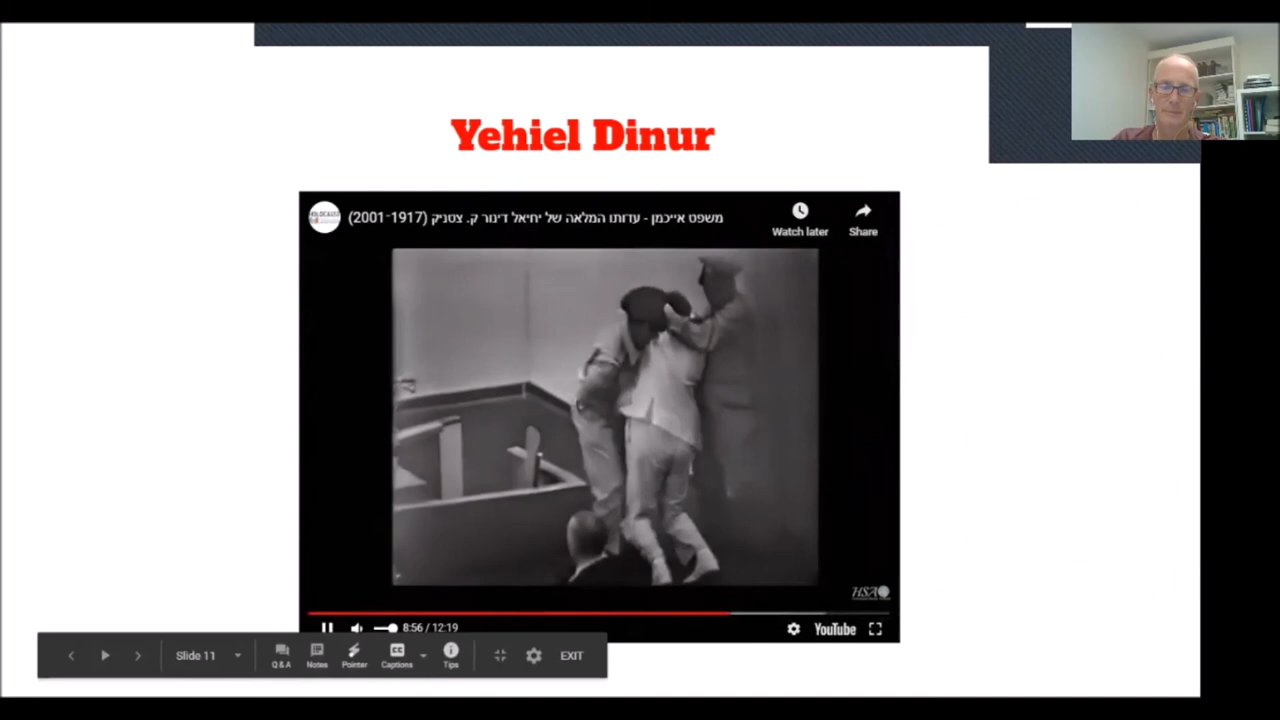 Yehiel Dinur
משפט אייכמן - עדותו המלאה של יחיאל דינור ק. צטניק (1917-2001)
Watch later
Share
HSA
8:56 / 12:19
YouTube
Slide 11
Q & A
Notes
Pointer
Captions
Tips
EXIT